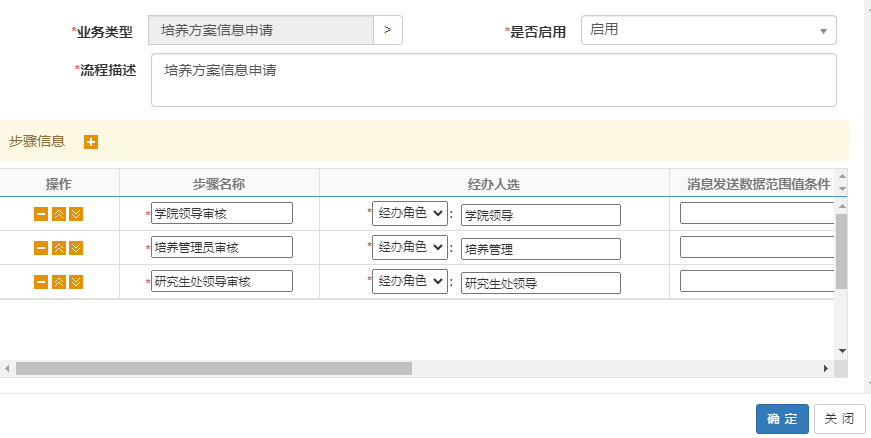 *业务类型 培养方案信息申请 > *是否启用 启用
*流程描述 培养方案信息申请
步骤信息
操作 步骤名称 经办人选 消息发送数据范围值条件
*学院领导审核 *经办角色: 学院领导
*培养管理员审核 *经办角色: 培养管理
*研究生处领导审核 *经办角色: 研究生处领导
确定 关闭